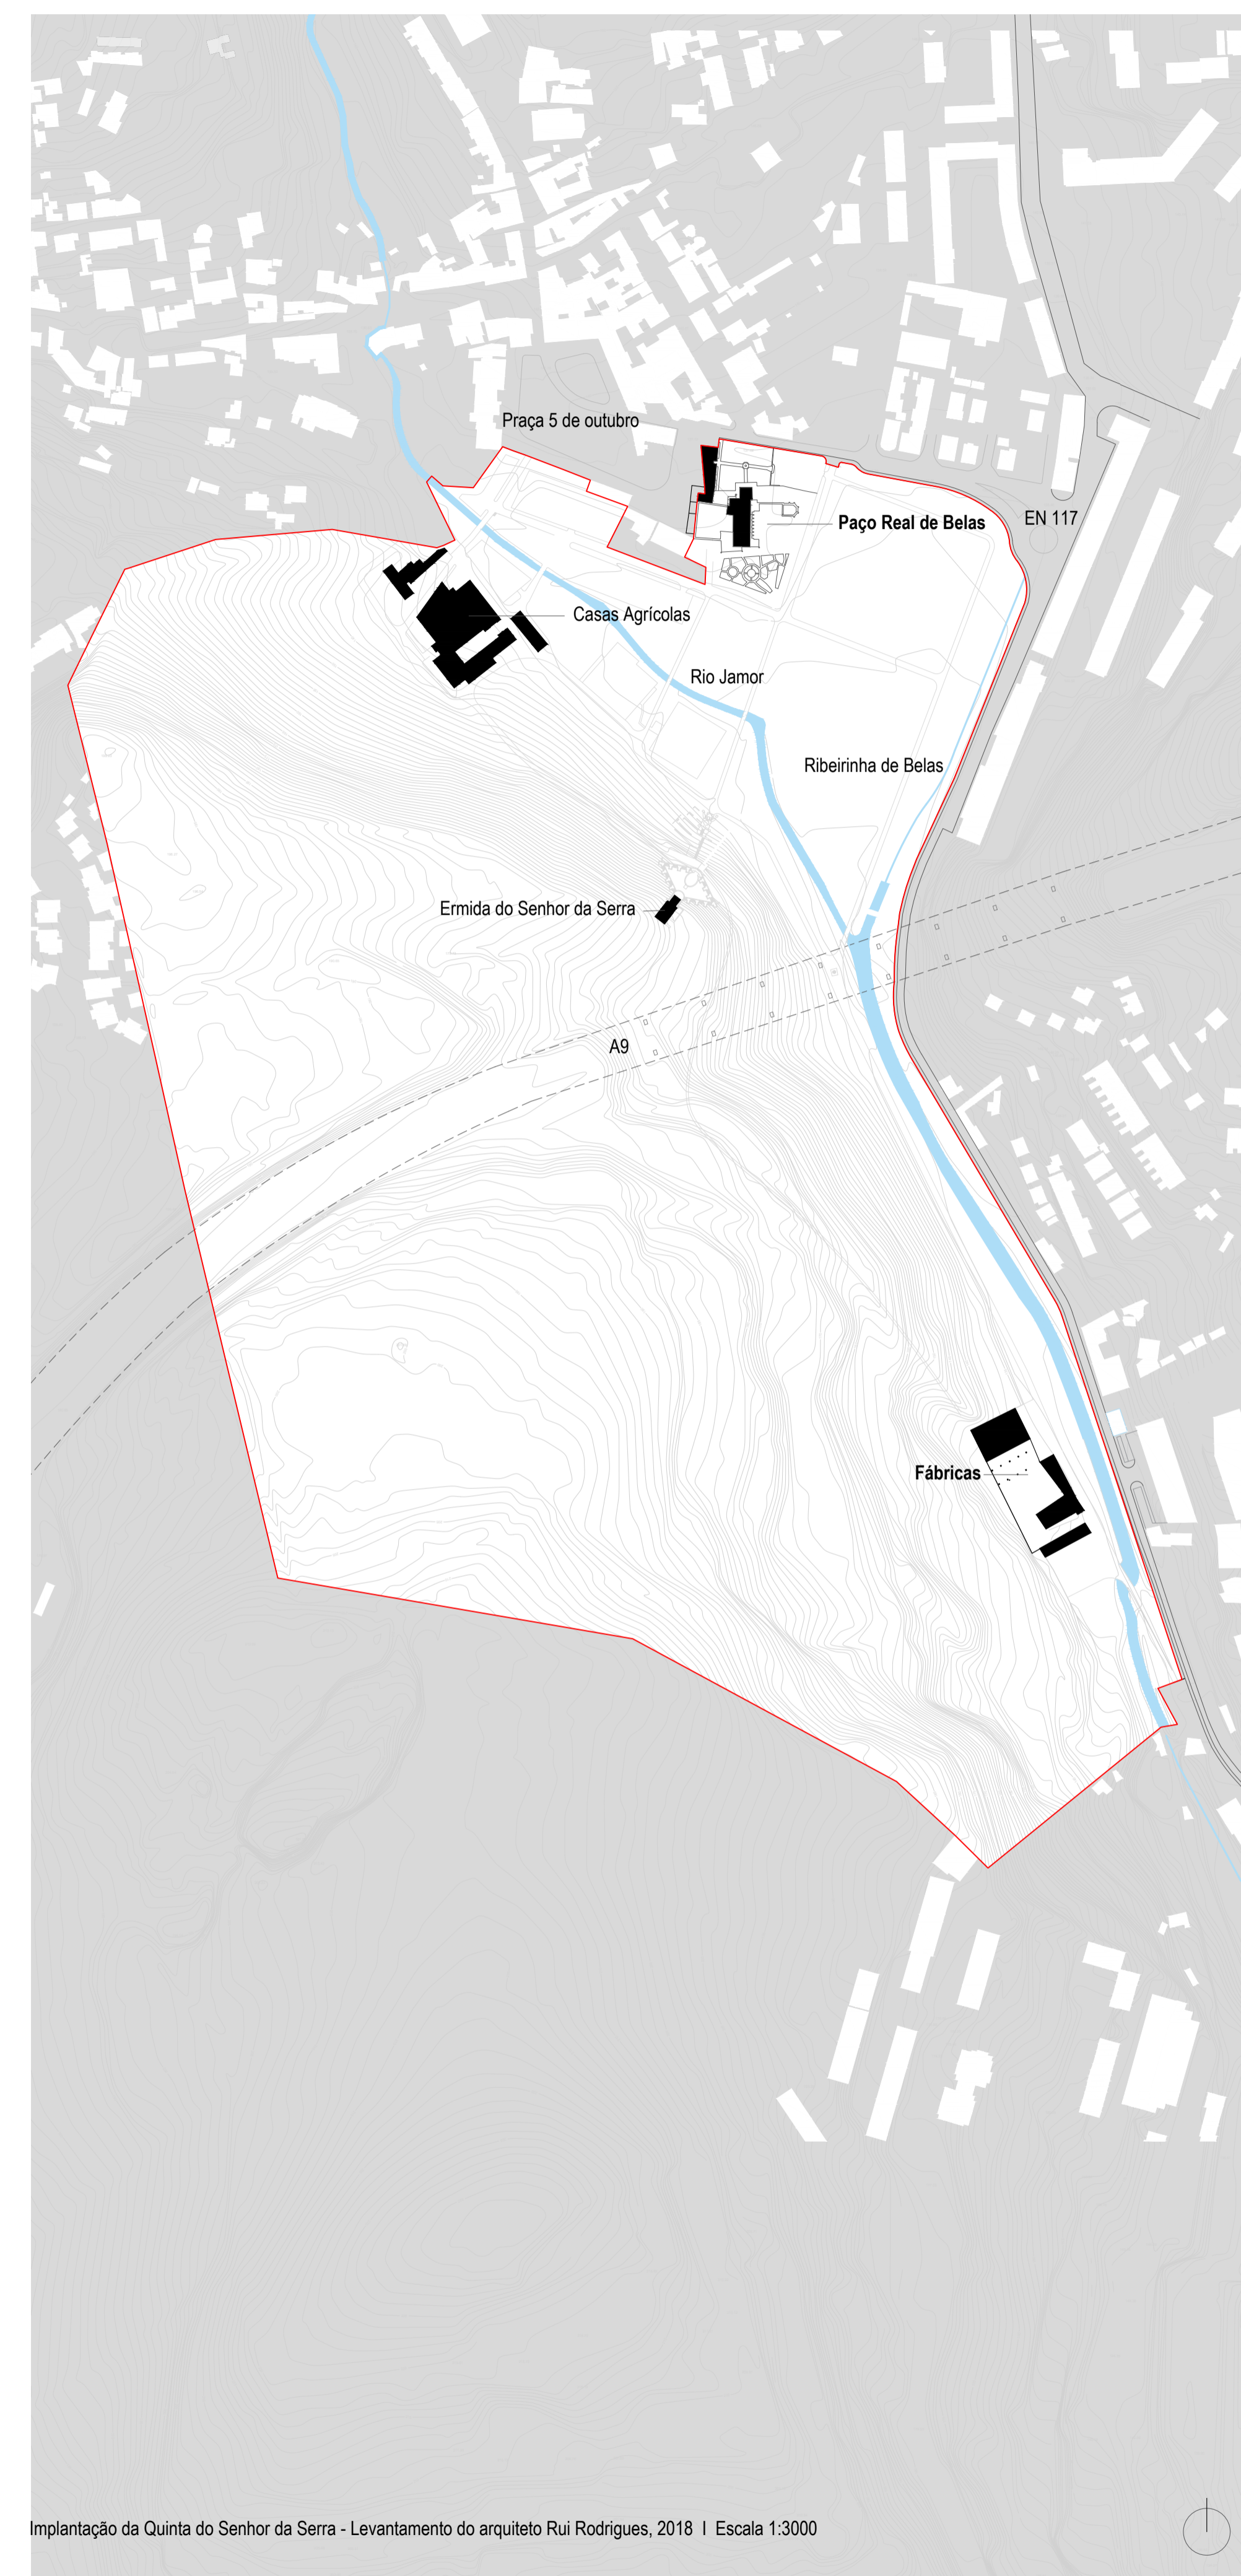 Praça 5 de outubro
EN 117
Paço Real de Belas
Casas Agrícolas
Rio Jamor
Ribeirinha de Belas
Ermida do Senhor da Serra
A9
Fábricas
Implantação da Quinta do Senhor da Serra - Levantamento do arquiteto Rui Rodrigues, 2018 I Escala 1:3000